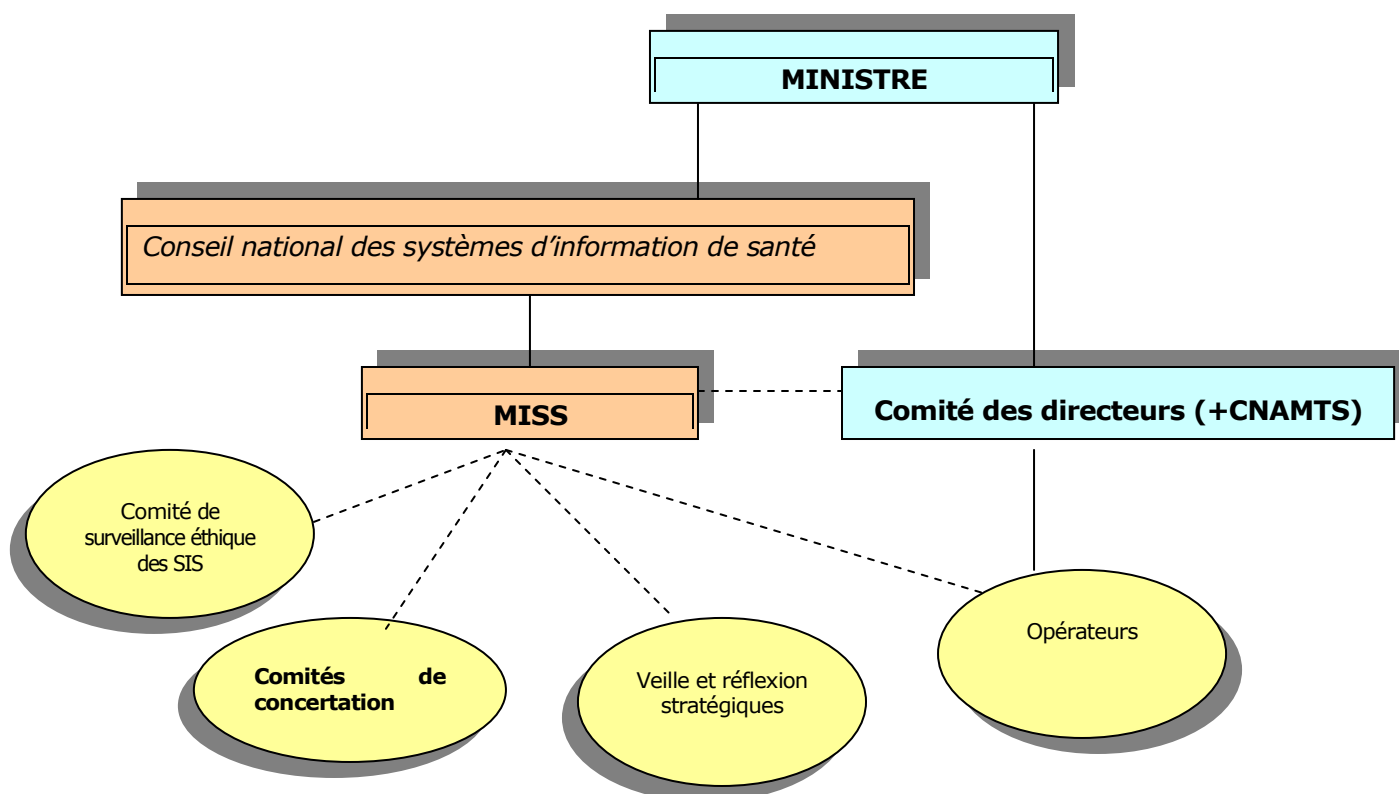 MINISTRE
Conseil national des systèmes d’information de santé
MISS
Comité des directeurs (+CNAMTS)
Comité de
surveillance éthique
des SIS
Comités de
concertation
Veille et réflexion
stratégiques
Opérateurs